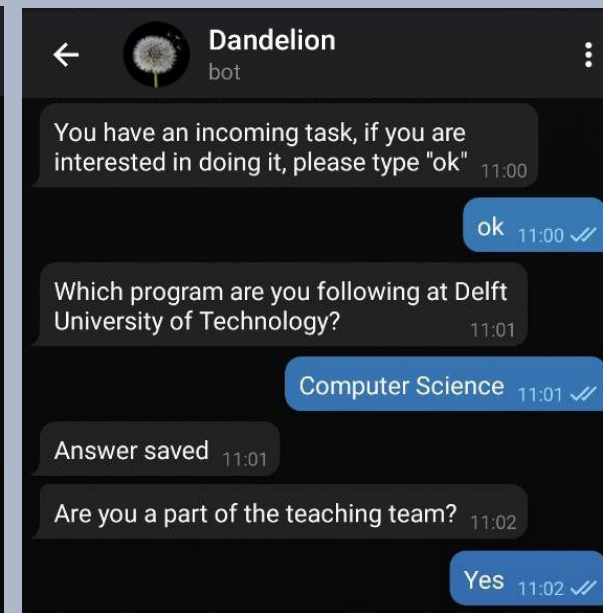 Dandelion
bot
You have an incoming task, if you are
interested in doing it, please type "ok" 11:00
ok 11:00
Which program are you following at Delft
University of Technology? 11:01
Computer Science 11:01
Answer saved 11:01
Are you a part of the teaching team? 11:02
Yes 11:02